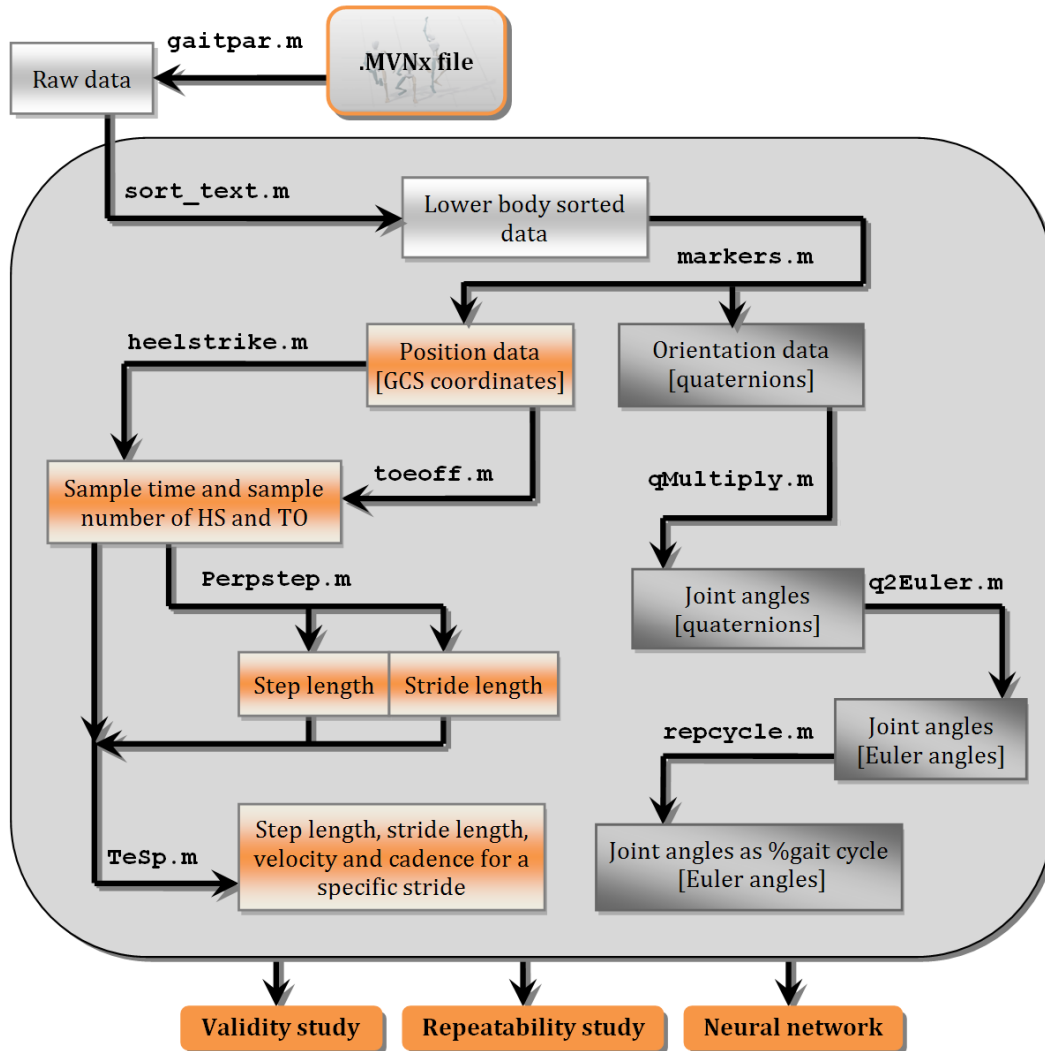 gaitpar.m
.MVNx file
Raw data
sort_text.m
Lower body sorted
data
markers.m
heelstrike.m
Position data
[GCS coordinates]
Orientation data
[quaternions]
toeoff.m
qMultiply.m
Sample time and sample
number of HS and TO
Perpstep.m
q2Euler.m
Joint angles
[quaternions]
Step length
Stride length
repcycle.m
Joint angles
[Euler angles]
TeSp.m
Step length, stride length,
velocity and cadence for a
specific stride
Joint angles as %gait cycle
[Euler angles]
Validity study
Repeatability study
Neural network